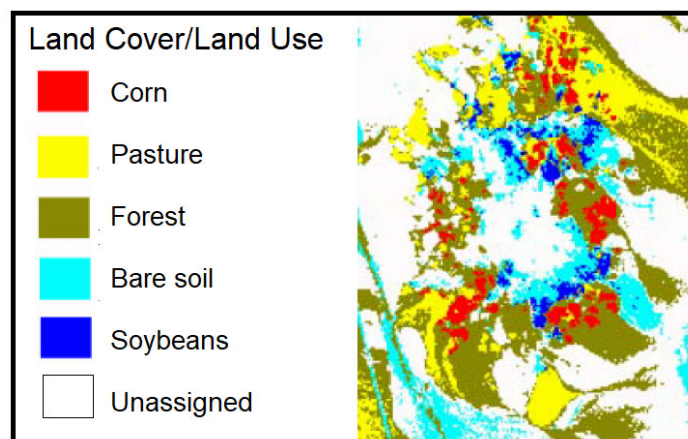 Land Cover/Land Use
Corn
Pasture
Forest
Bare soil
Soybeans
Unassigned